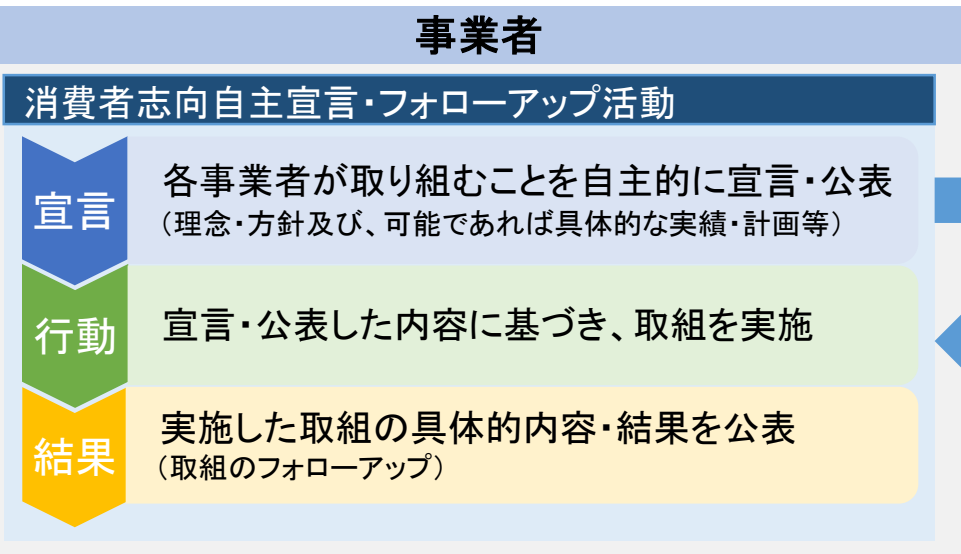 事業者
消費者志向自主宣言・フォローアップ活動
宣言
各事業者が取り組むことを自主的に宣言・公表
（理念・方針及び、可能であれば具体的な実績・計画等）
行動
宣言・公表した内容に基づき、取組を実施
結果
実施した取組の具体的内容・結果を公表
（取組のフォローアップ）